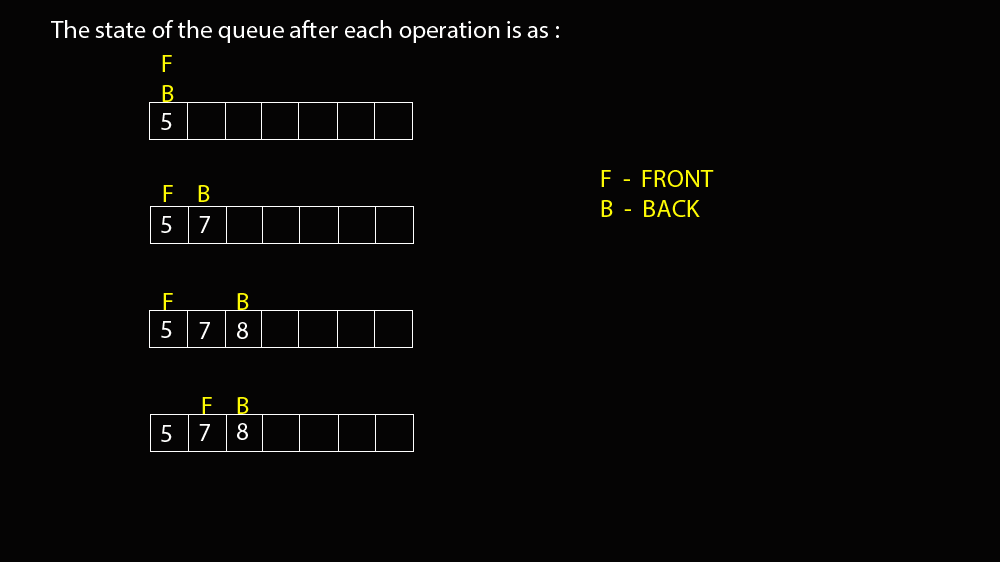 The state of the queue after each operation is as :
F
B
5
F B
5 7
F - FRONT
B - BACK
F B
5 7 8
F B
5 7 8